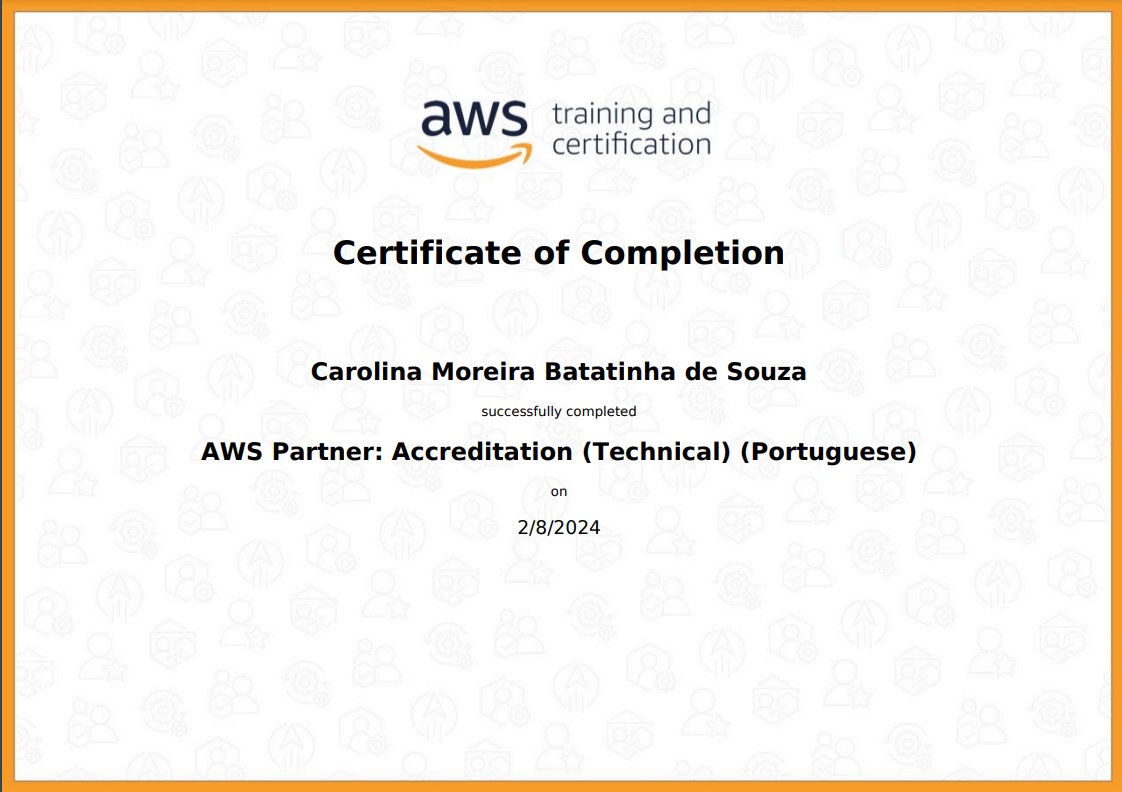 aws training and
certification
Certificate of Completion
Carolina Moreira Batatinha de Souza
successfully completed
AWS Partner: Accreditation (Technical) (Portuguese)
on
2/8/2024